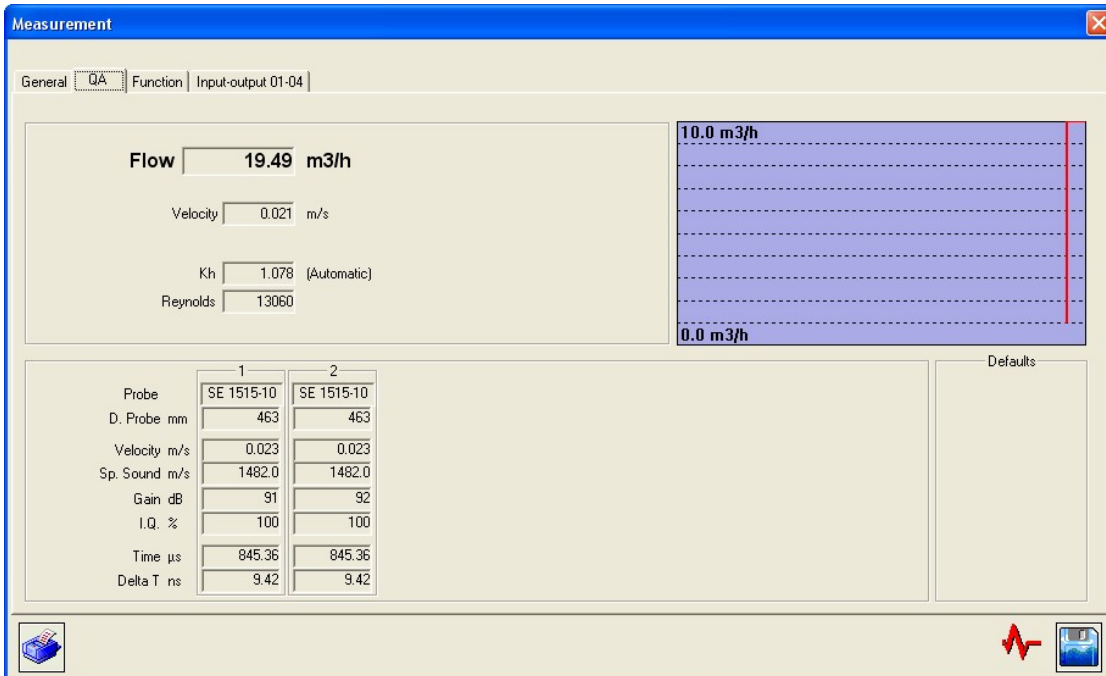 Measurement
General QA Function Input-output 01-04
Flow 19.49 m3/h
Velocity 0.021 m/s
Kh 1.078 (Automatic)
Reynolds 13060
10.0 m3/h
0.0 m3/h
1 2
Probe SE 1515-10 SE 1515-10
D. Probe mm 463 463
Velocity m/s 0.023 0.023
Sp. Sound m/s 1482.0 1482.0
Gain dB 91 92
I.Q. % 100 100
Time µs 845.36 845.36
Delta T ns 9.42 9.42
Defaults